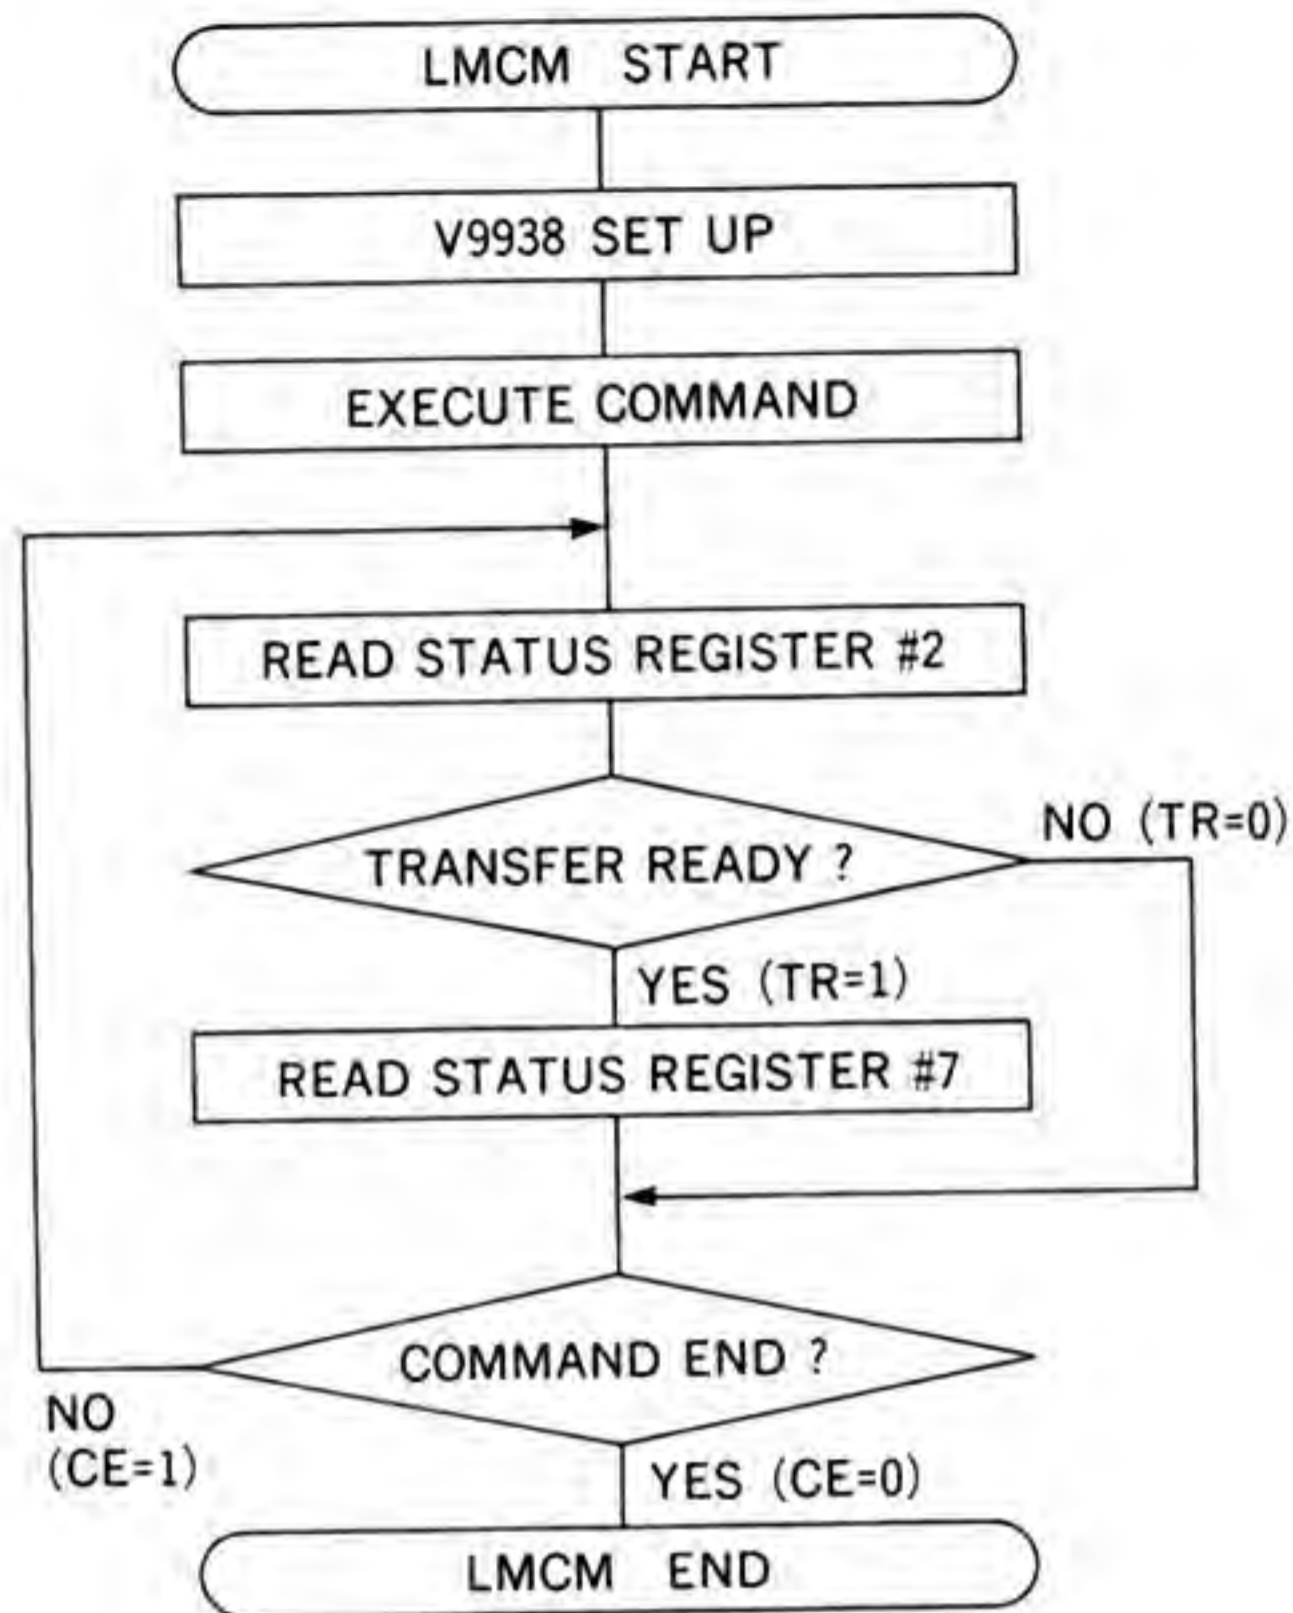 LMCM START
V9938 SET UP
EXECUTE COMMAND
READ STATUS REGISTER #2
TRANSFER READY ?
NO (TR=0)
YES (TR=1)
READ STATUS REGISTER #7
COMMAND END ?
NO
(CE=1)
YES (CE=0)
LMCM END